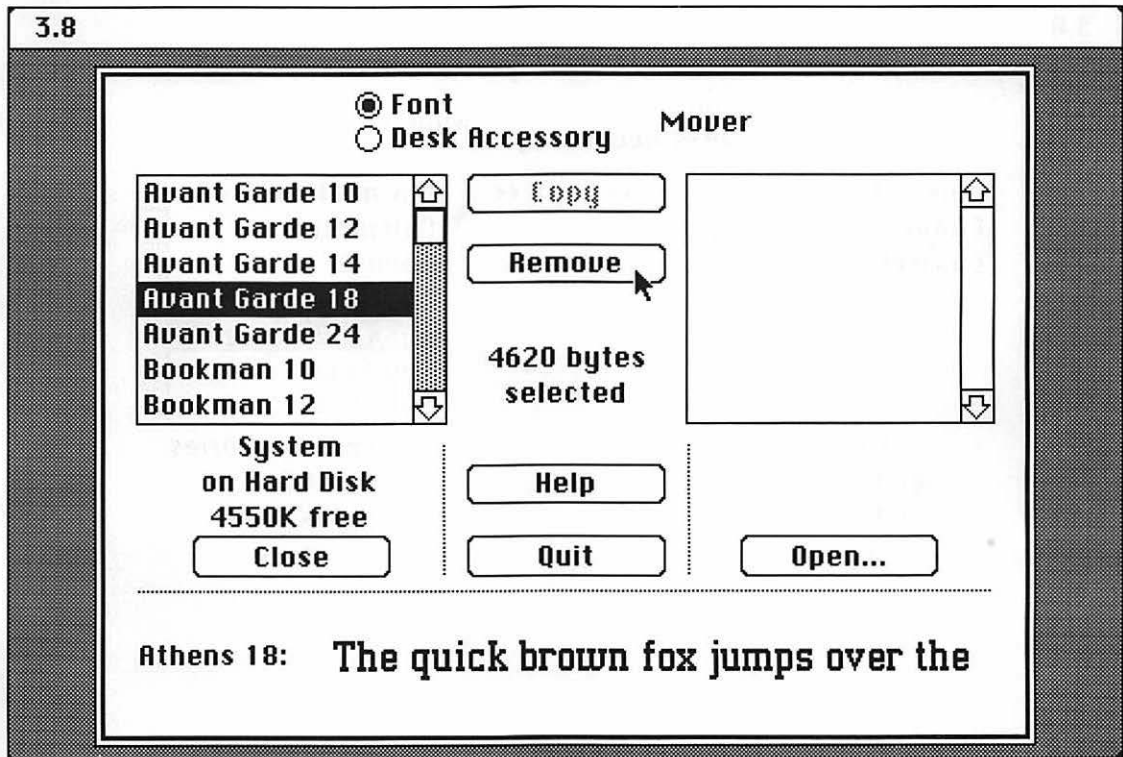 3.8
Font
Desk Accessory
Mover
Avant Garde 10
Avant Garde 12
Avant Garde 14
Avant Garde 18
Avant Garde 24
Bookman 10
Bookman 12
Copy
Remove
4620 bytes
selected
System
on Hard Disk
4550K free
Close
Help
Quit
Open...
Athens 18:
The quick brown fox jumps over the